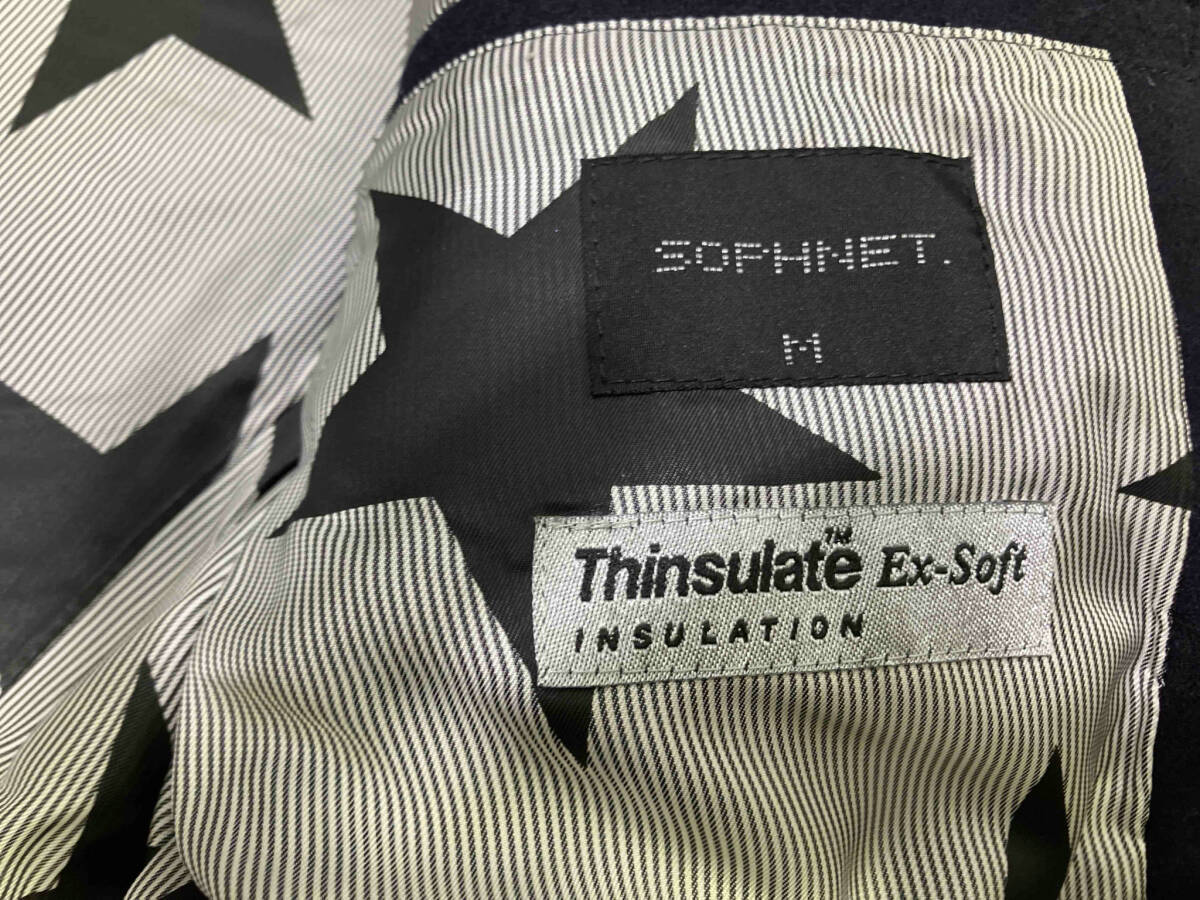 SOPHNET.
M
Thinsulate™ Ex-Soft
INSULATION